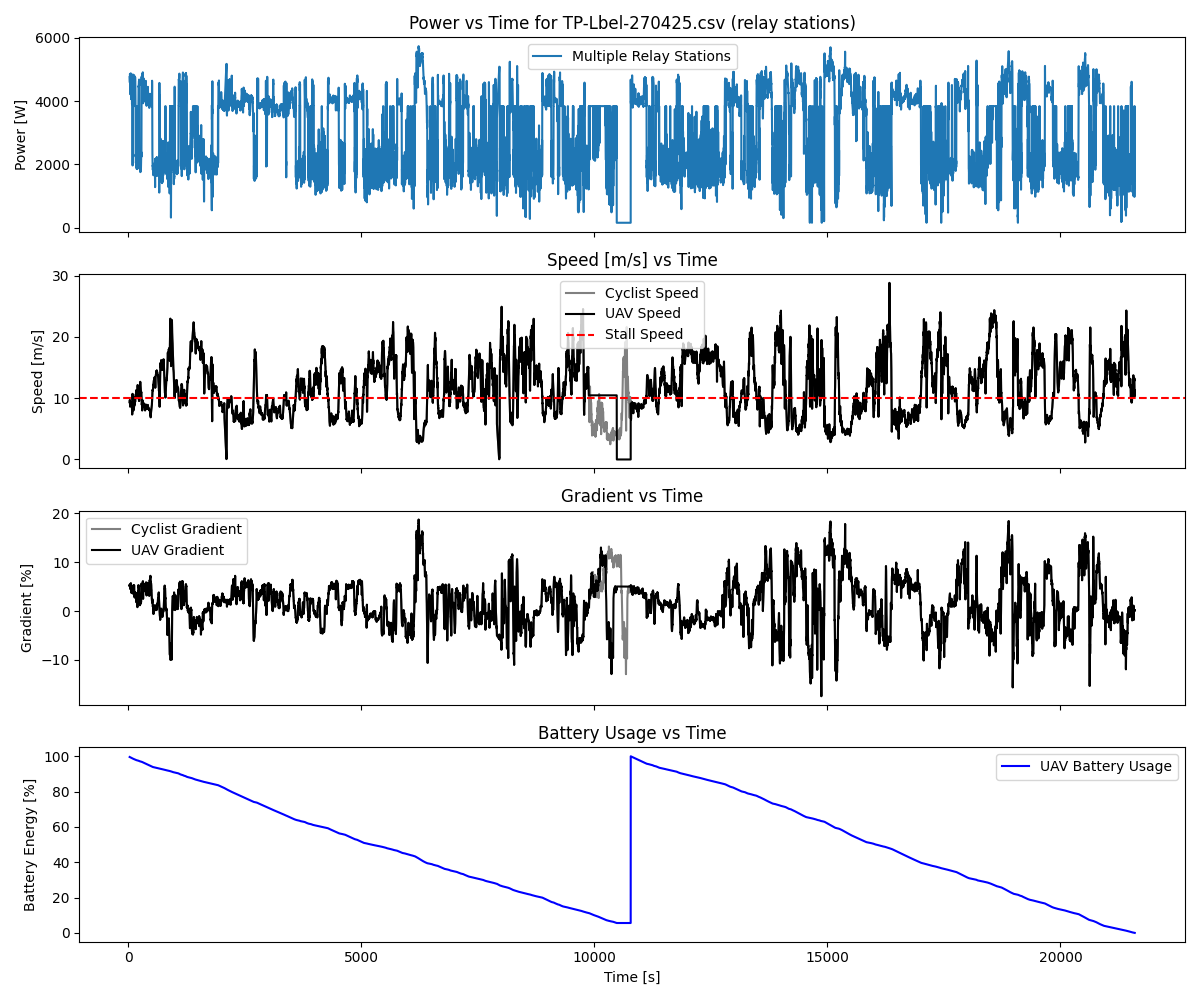 Power vs Time for TP-Lbel-270425.csv (relay stations)
Multiple Relay Stations
Power [W]
6000
4000
2000
0
Speed [m/s] vs Time
Cyclist Speed
UAV Speed
Stall Speed
Speed [m/s]
30
20
10
0
Gradient vs Time
Cyclist Gradient
UAV Gradient
Gradient [%]
20
10
0
−10
Battery Usage vs Time
UAV Battery Usage
Battery Energy [%]
100
80
60
40
20
0
0 5000 10000 15000 20000
Time [s]